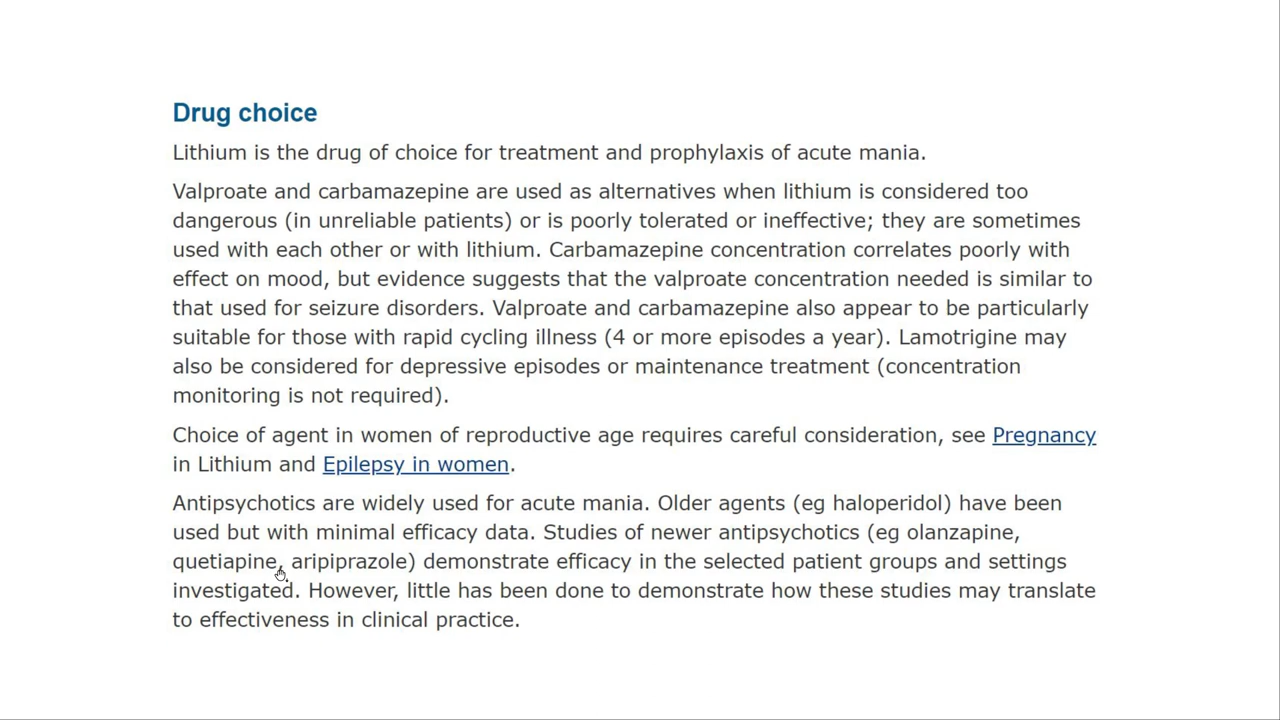 Drug choice
Lithium is the drug of choice for treatment and prophylaxis of acute mania.
Valproate and carbamazepine are used as alternatives when lithium is considered too
dangerous (in unreliable patients) or is poorly tolerated or ineffective; they are sometimes
used with each other or with lithium. Carbamazepine concentration correlates poorly with
effect on mood, but evidence suggests that the valproate concentration needed is similar to
that used for seizure disorders. Valproate and carbamazepine also appear to be particularly
suitable for those with rapid cycling illness (4 or more episodes a year). Lamotrigine may
also be considered for depressive episodes or maintenance treatment (concentration
monitoring is not required).
Choice of agent in women of reproductive age requires careful consideration, see Pregnancy
in Lithium and Epilepsy in women.
Antipsychotics are widely used for acute mania. Older agents (eg haloperidol) have been
used but with minimal efficacy data. Studies of newer antipsychotics (eg olanzapine,
quetiapine, aripiprazole) demonstrate efficacy in the selected patient groups and settings
investigated. However, little has been done to demonstrate how these studies may translate
to effectiveness in clinical practice.